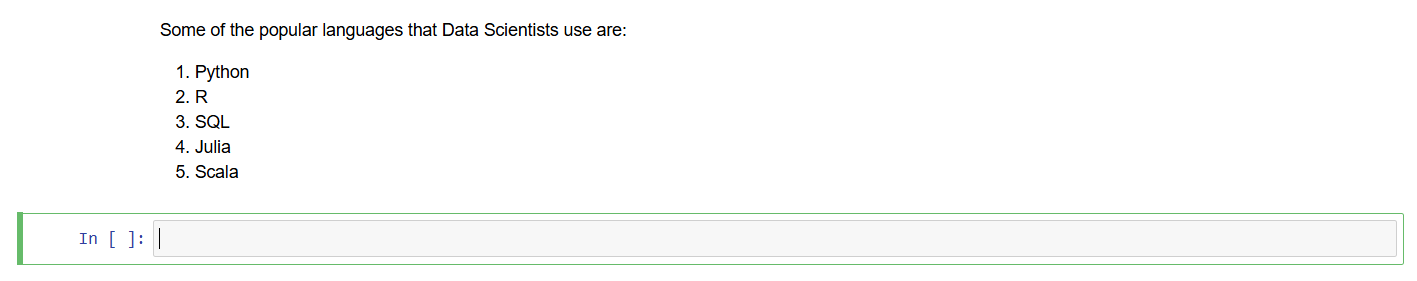 Some of the popular languages that Data Scientists use are:
1. Python
2. R
3. SQL
4. Julia
5. Scala
In [ ]: